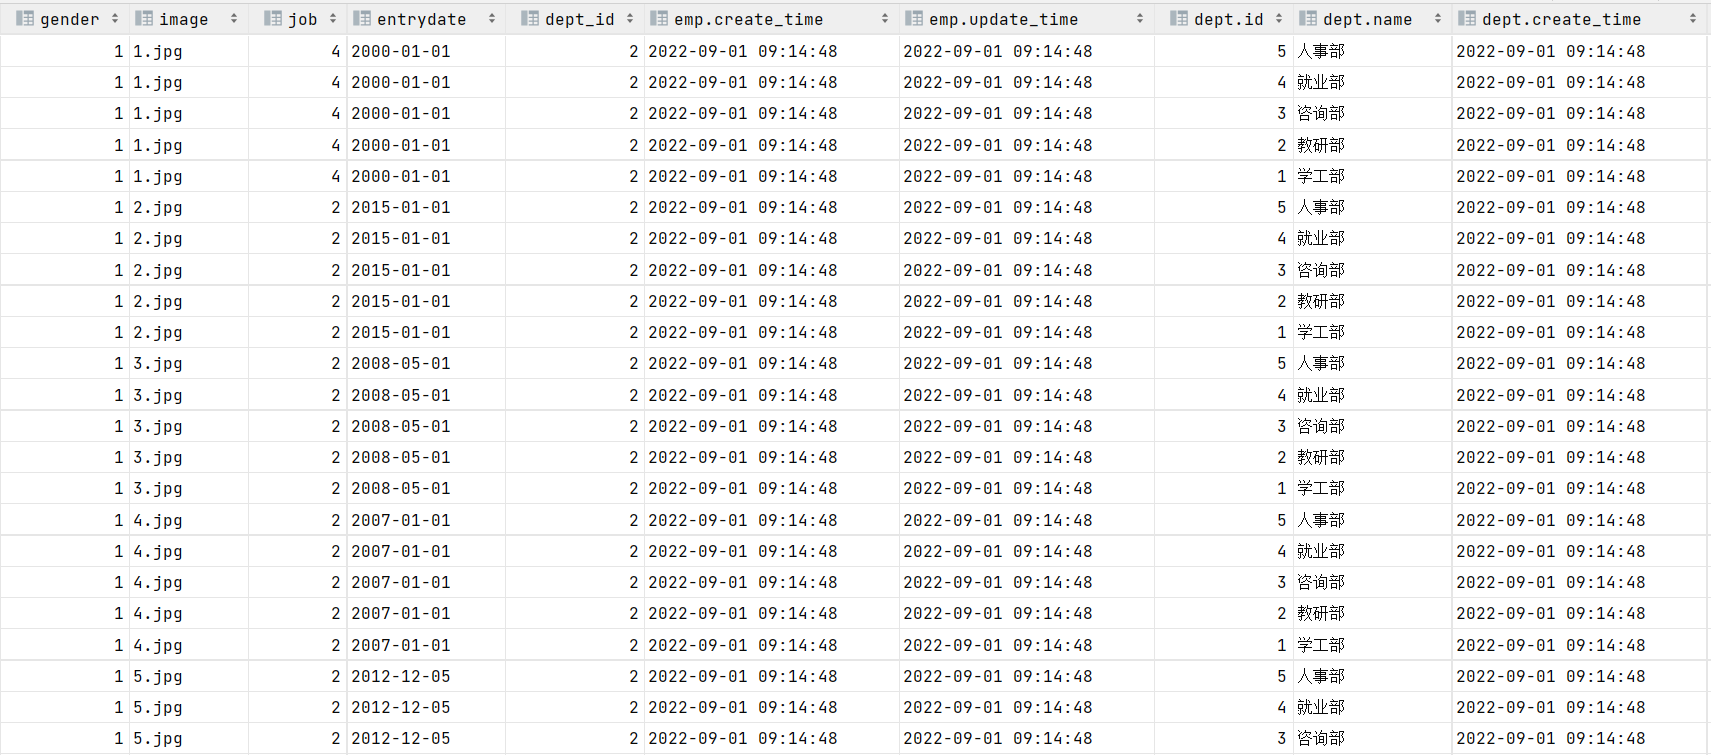 gender image job entrydate dept_id emp.create_time emp.update_time dept.id dept.name dept.create_time
1 1.jpg 4 2000-01-01 2 2022-09-01 09:14:48 2022-09-01 09:14:48 5 人事部 2022-09-01 09:14:48
1 1.jpg 4 2000-01-01 2 2022-09-01 09:14:48 2022-09-01 09:14:48 4 就业部 2022-09-01 09:14:48
1 1.jpg 4 2000-01-01 2 2022-09-01 09:14:48 2022-09-01 09:14:48 3 咨询部 2022-09-01 09:14:48
1 1.jpg 4 2000-01-01 2 2022-09-01 09:14:48 2022-09-01 09:14:48 2 教研部 2022-09-01 09:14:48
1 1.jpg 4 2000-01-01 2 2022-09-01 09:14:48 2022-09-01 09:14:48 1 学工部 2022-09-01 09:14:48
1 2.jpg 2 2015-01-01 2 2022-09-01 09:14:48 2022-09-01 09:14:48 5 人事部 2022-09-01 09:14:48
1 2.jpg 2 2015-01-01 2 2022-09-01 09:14:48 2022-09-01 09:14:48 4 就业部 2022-09-01 09:14:48
1 2.jpg 2 2015-01-01 2 2022-09-01 09:14:48 2022-09-01 09:14:48 3 咨询部 2022-09-01 09:14:48
1 2.jpg 2 2015-01-01 2 2022-09-01 09:14:48 2022-09-01 09:14:48 2 教研部 2022-09-01 09:14:48
1 2.jpg 2 2015-01-01 2 2022-09-01 09:14:48 2022-09-01 09:14:48 1 学工部 2022-09-01 09:14:48
1 3.jpg 2 2008-05-01 2 2022-09-01 09:14:48 2022-09-01 09:14:48 5 人事部 2022-09-01 09:14:48
1 3.jpg 2 2008-05-01 2 2022-09-01 09:14:48 2022-09-01 09:14:48 4 就业部 2022-09-01 09:14:48
1 3.jpg 2 2008-05-01 2 2022-09-01 09:14:48 2022-09-01 09:14:48 3 咨询部 2022-09-01 09:14:48
1 3.jpg 2 2008-05-01 2 2022-09-01 09:14:48 2022-09-01 09:14:48 2 教研部 2022-09-01 09:14:48
1 3.jpg 2 2008-05-01 2 2022-09-01 09:14:48 2022-09-01 09:14:48 1 学工部 2022-09-01 09:14:48
1 4.jpg 2 2007-01-01 2 2022-09-01 09:14:48 2022-09-01 09:14:48 5 人事部 2022-09-01 09:14:48
1 4.jpg 2 2007-01-01 2 2022-09-01 09:14:48 2022-09-01 09:14:48 4 就业部 2022-09-01 09:14:48
1 4.jpg 2 2007-01-01 2 2022-09-01 09:14:48 2022-09-01 09:14:48 3 咨询部 2022-09-01 09:14:48
1 4.jpg 2 2007-01-01 2 2022-09-01 09:14:48 2022-09-01 09:14:48 2 教研部 2022-09-01 09:14:48
1 4.jpg 2 2007-01-01 2 2022-09-01 09:14:48 2022-09-01 09:14:48 1 学工部 2022-09-01 09:14:48
1 5.jpg 2 2012-12-05 2 2022-09-01 09:14:48 2022-09-01 09:14:48 5 人事部 2022-09-01 09:14:48
1 5.jpg 2 2012-12-05 2 2022-09-01 09:14:48 2022-09-01 09:14:48 4 就业部 2022-09-01 09:14:48
1 5.jpg 2 2012-12-05 2 2022-09-01 09:14:48 2022-09-01 09:14:48 3 咨询部 2022-09-01 09:14:48